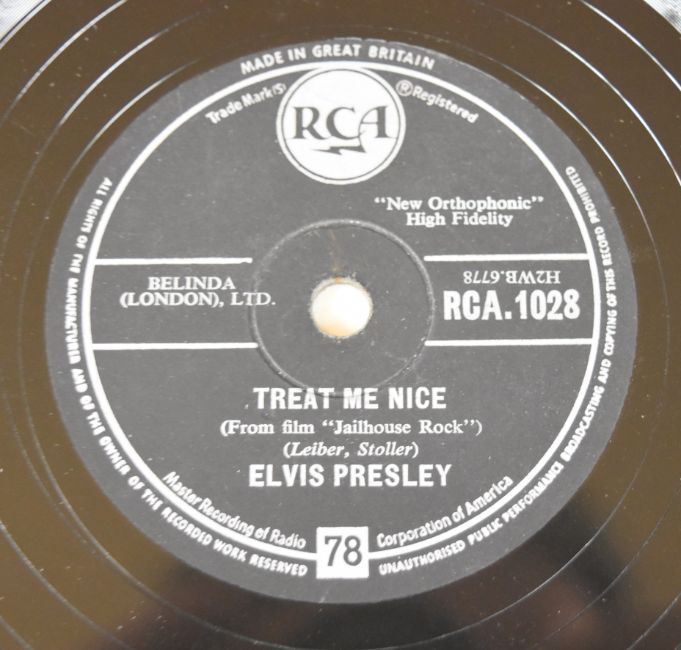 MADE IN GREAT BRITAIN
Trade Mark(s)
RCA
®Registered
"New Orthophonic"
High Fidelity
BELINDA
(LONDON), LTD.
H2WB.6778
RCA.1028
TREAT ME NICE
(From film "Jailhouse Rock")
(Leiber, Stoller)
ELVIS PRESLEY
Master Recording of Radio Corporation of America
78
ALL RIGHTS OF THE MANUFACTURER AND OF THE OWNER OF THE RECORDED WORK RESERVED
UNAUTHORISED PUBLIC PERFORMANCE BROADCASTING AND COPYING OF THIS RECORD PROHIBITED